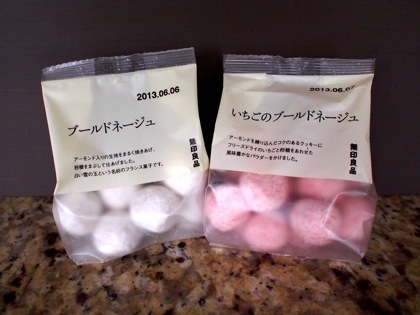 2013.06.06
ブールドネージュ
アーモンド入りの生地をまるく焼きあげ、
粉糖をまぶして仕あげました。
白い雪の玉という名前のフランス菓子です。
無印良品
2013.06.07
いちごのブールドネージュ
アーモンドを練り込んだコクのあるクッキーに
フリーズドライのいちごと粉糖をあわせた
風味豊かなパウダーをかけました。
無印良品